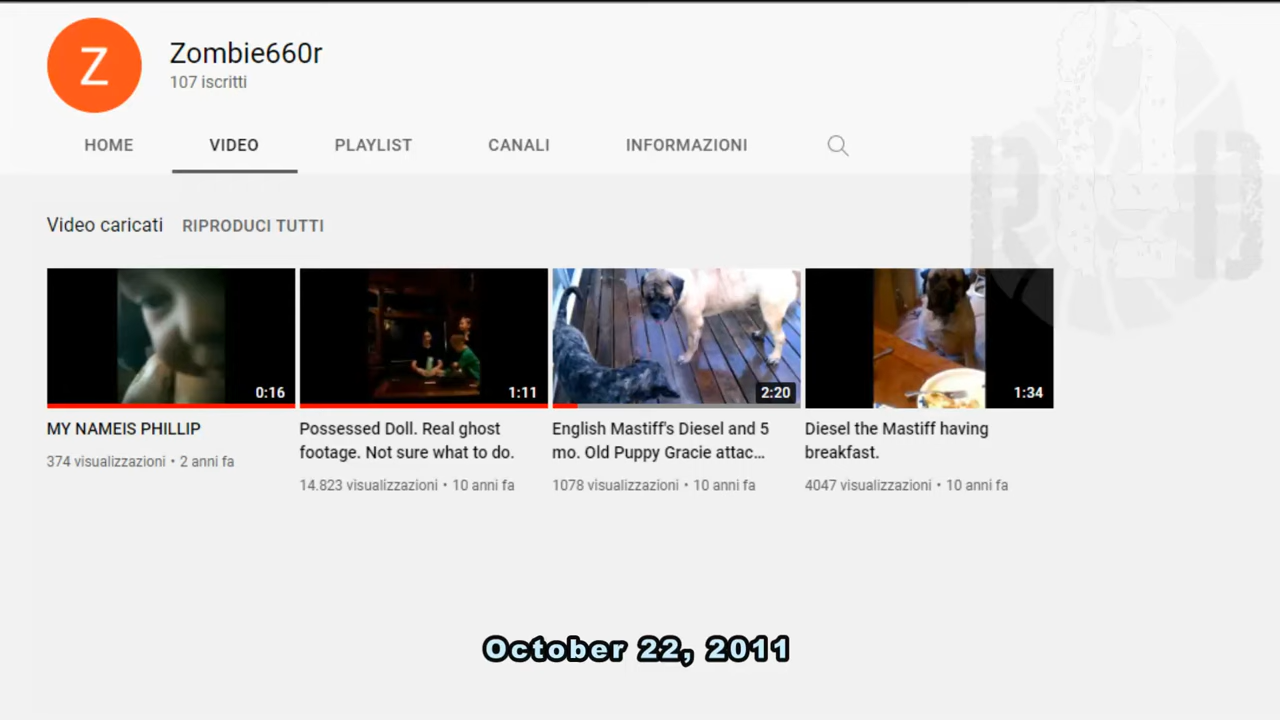 Z
Zombie660r
107 iscritti
HOME VIDEO PLAYLIST CANALI INFORMAZIONI
Video caricati RIPRODUCI TUTTI
0:16 1:11 2:20 1:34
MY NAMEIS PHILLIP
374 visualizzazioni • 2 anni fa
Possessed Doll. Real ghost
footage. Not sure what to do.
14.823 visualizzazioni • 10 anni fa
English Mastiff's Diesel and 5
mo. Old Puppy Gracie attac...
1078 visualizzazioni • 10 anni fa
Diesel the Mastiff having
breakfast.
4047 visualizzazioni • 10 anni fa
October 22, 2011